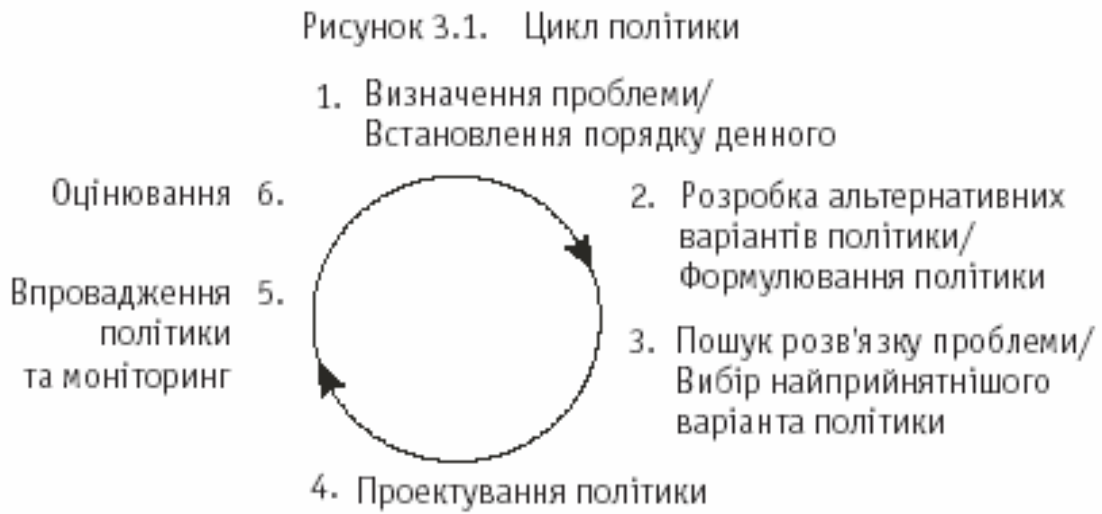 Рисунок 3.1. Цикл політики
1. Визначення проблеми/
Встановлення порядку денного
2. Розробка альтернативних
варіантів політики/
Формулювання політики
3. Пошук розв'язку проблеми/
Вибір найприйнятнішого
варіанта політики
4. Проектування політики
Впровадження 5.
політики
та моніторинг
Оцінювання 6.